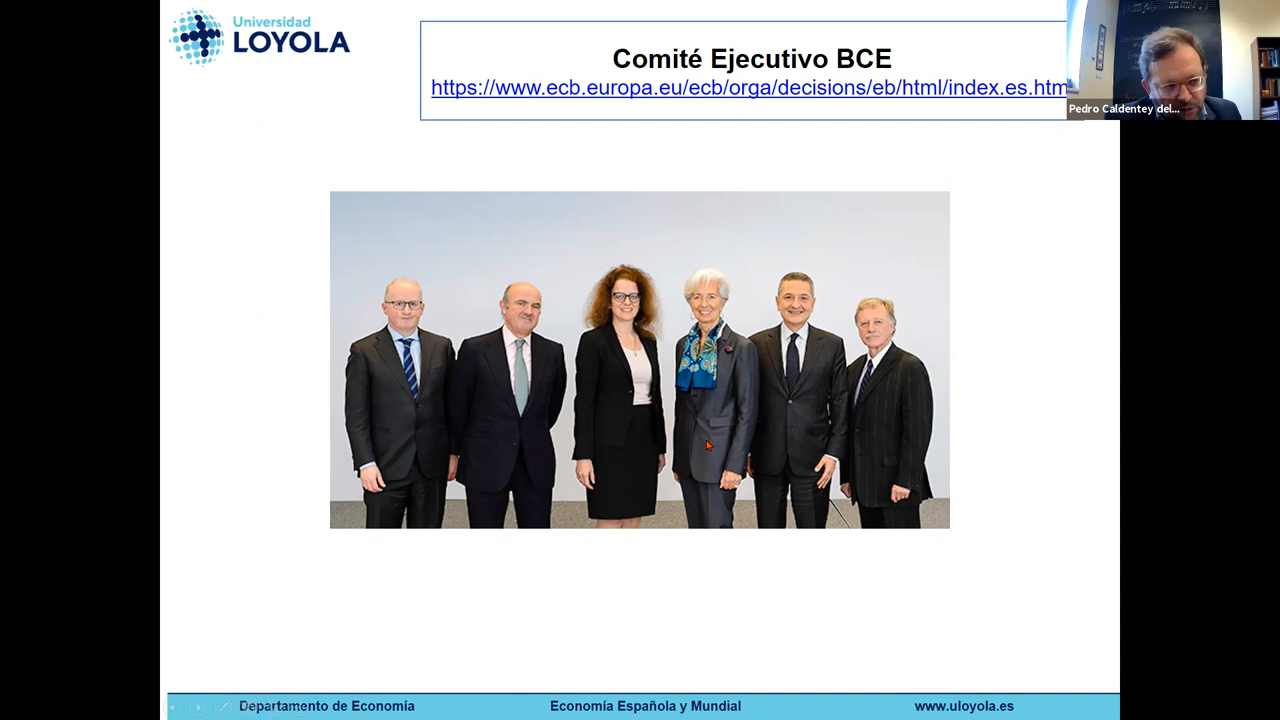 Universidad
LOYOLA
Comité Ejecutivo BCE
https://www.ecb.europa.eu/ecb/orga/decisions/eb/html/index.es.htm
Pedro Caldentey del...
Departamento de Economía
Economía Española y Mundial
www.uloyola.es